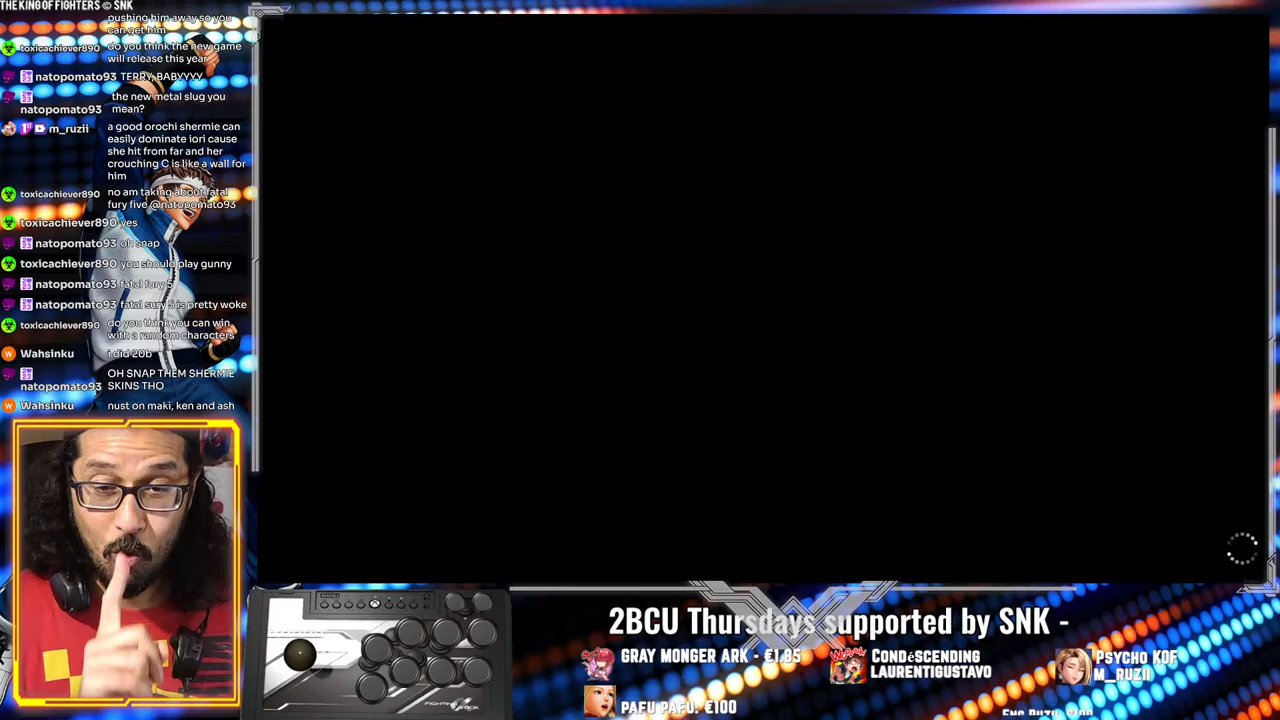 THE KING OF FIGHTERS © SNK
pushing him away so you
can get him
toxicachiever890 do you think the new game
will release this year
natopomato93 TERRY BABYYYY
natopomato93 the new metal slug you
mean?
m_ruzii a good orochi shermie can
easily dominate iori cause
she hit from far and her
crouching C is like a wall for
him
toxicachiever890 no am taking about fatal
fury five @natopomato93
toxicachiever890 yes
natopomato93 oh snap
toxicachiever890 you should play gunny
natopomato93 fatal fury 5
natopomato93 fatal sury 5 is pretty woke
toxicachiever890 do you think you can win
with a random characters
Wahsinku i did 20b
natopomato93 OH SNAP THEM SHERMIE
SKINS THO
Wahsinku nust on maki, ken and ash
FIGHTING STICK
2BCU Thursdays supported by SNK -
GRAY MONGER ARK - €1.85
CONDéSCENDING
LAURENTIGUSTAVO
PSYCHO KOF
M_RUZII
PAFU PAFU: €100